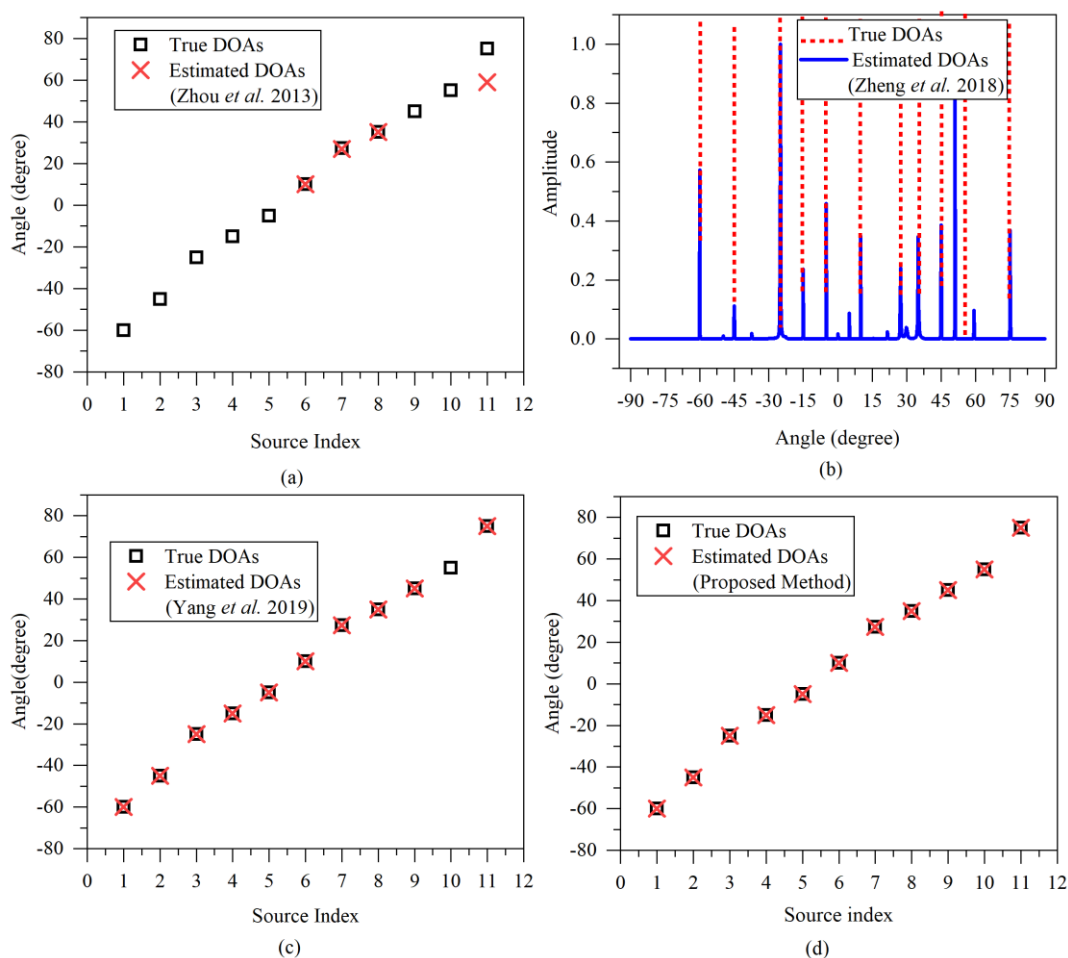 True DOAs
Estimated DOAs
(Zhou et al. 2013)
Angle (degree)
80
60
40
20
0
-20
-40
-60
-80
0 1 2 3 4 5 6 7 8 9 10 11 12
Source Index
(a)
True DOAs
Estimated DOAs
(Zheng et al. 2018)
Amplitude
1.0
0.8
0.6
0.4
0.2
0.0
-90 -75 -60 -45 -30 -15 0 15 30 45 60 75 90
Angle (degree)
(b)
True DOAs
Estimated DOAs
(Yang et al. 2019)
Angle(degree)
80
60
40
20
0
-20
-40
-60
-80
0 1 2 3 4 5 6 7 8 9 10 11 12
Source Index
(c)
True DOAs
Estimated DOAs
(Proposed Method)
Angle (degree)
80
60
40
20
0
-20
-40
-60
-80
0 1 2 3 4 5 6 7 8 9 10 11 12
Source index
(d)